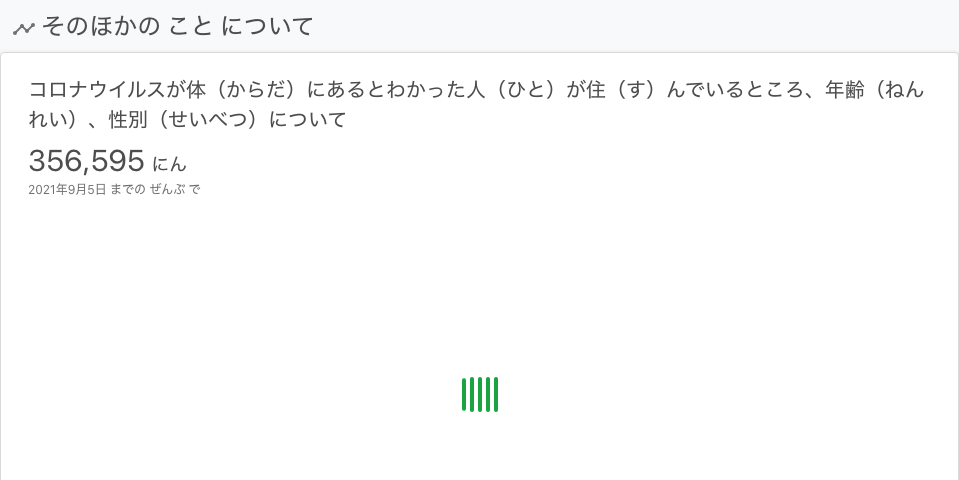 そのほかの こと について
コロナウイルスが体（からだ）にあるとわかった人（ひと）が住（す）んでいるところ、年齢（ねん
れい）、性別（せいべつ）について
356,595 にん
2021年9月5日 までの ぜんぶ で